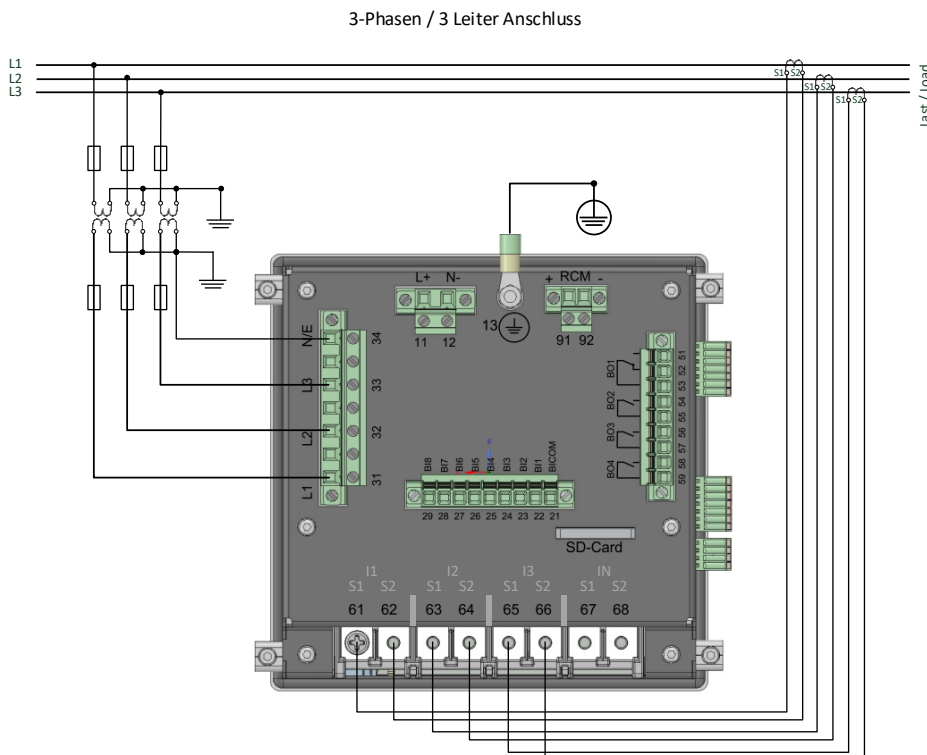 3-Phasen / 3 Leiter Anschluss
L1
L2
L3
S1 S2
S1 S2
S1 S2
Last / Load
L+ N-
11 12
13
+ RCM -
91 92
N/E 34
L3 33
L2 32
L1 31
BO1
BO2
BO3
BO4
51
52
53
54
55
56
57
58
59
BI8 BI7 BI6 BI5 BI4 BI3 BI2 BI1 BICOM
29 28 27 26 25 24 23 22 21
SD-Card
I1 I2 I3 IN
S1 S2 S1 S2 S1 S2 S1 S2
61 62 63 64 65 66 67 68